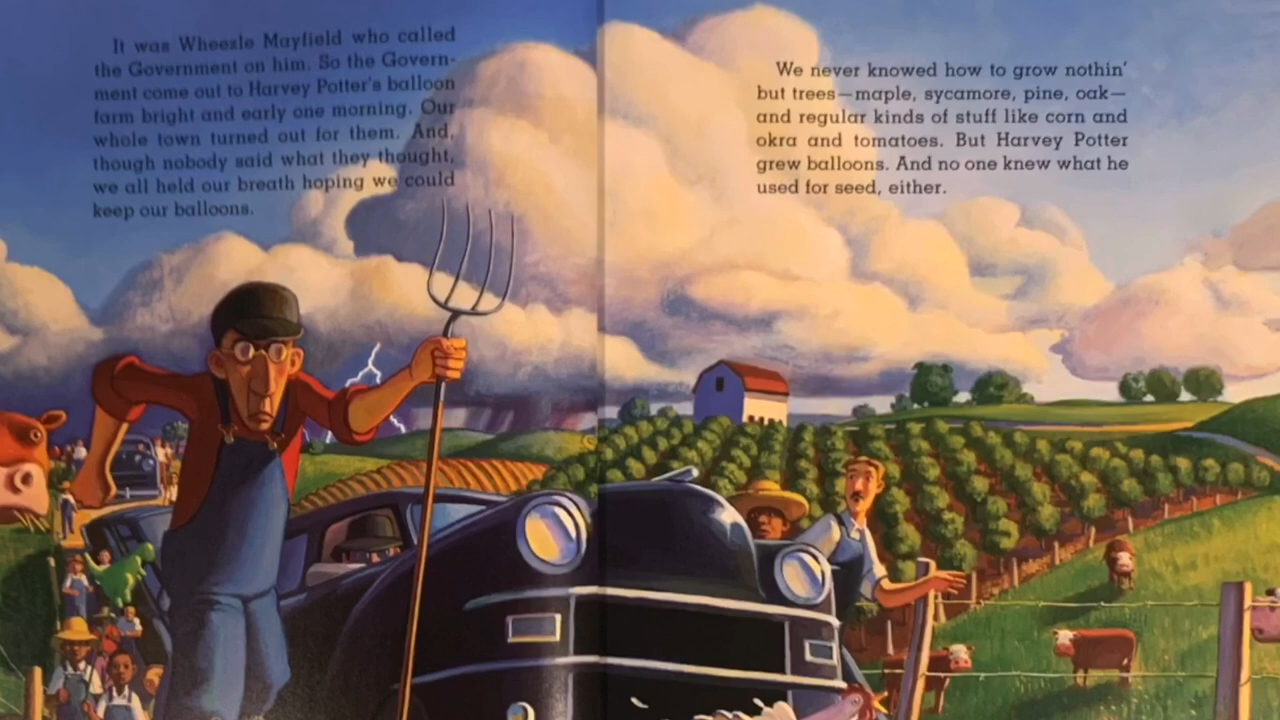 It was Wheezle Mayfield who called
the Government on him. So the Govern-
ment come out to Harvey Potter's balloon
farm bright and early one morning. Our
whole town turned out for them. And,
though nobody said what they thought,
we all held our breath hoping we could
keep our balloons.
We never knowed how to grow nothin'
but trees—maple, sycamore, pine, oak—
and regular kinds of stuff like corn and
okra and tomatoes. But Harvey Potter
grew balloons. And no one knew what he
used for seed, either.